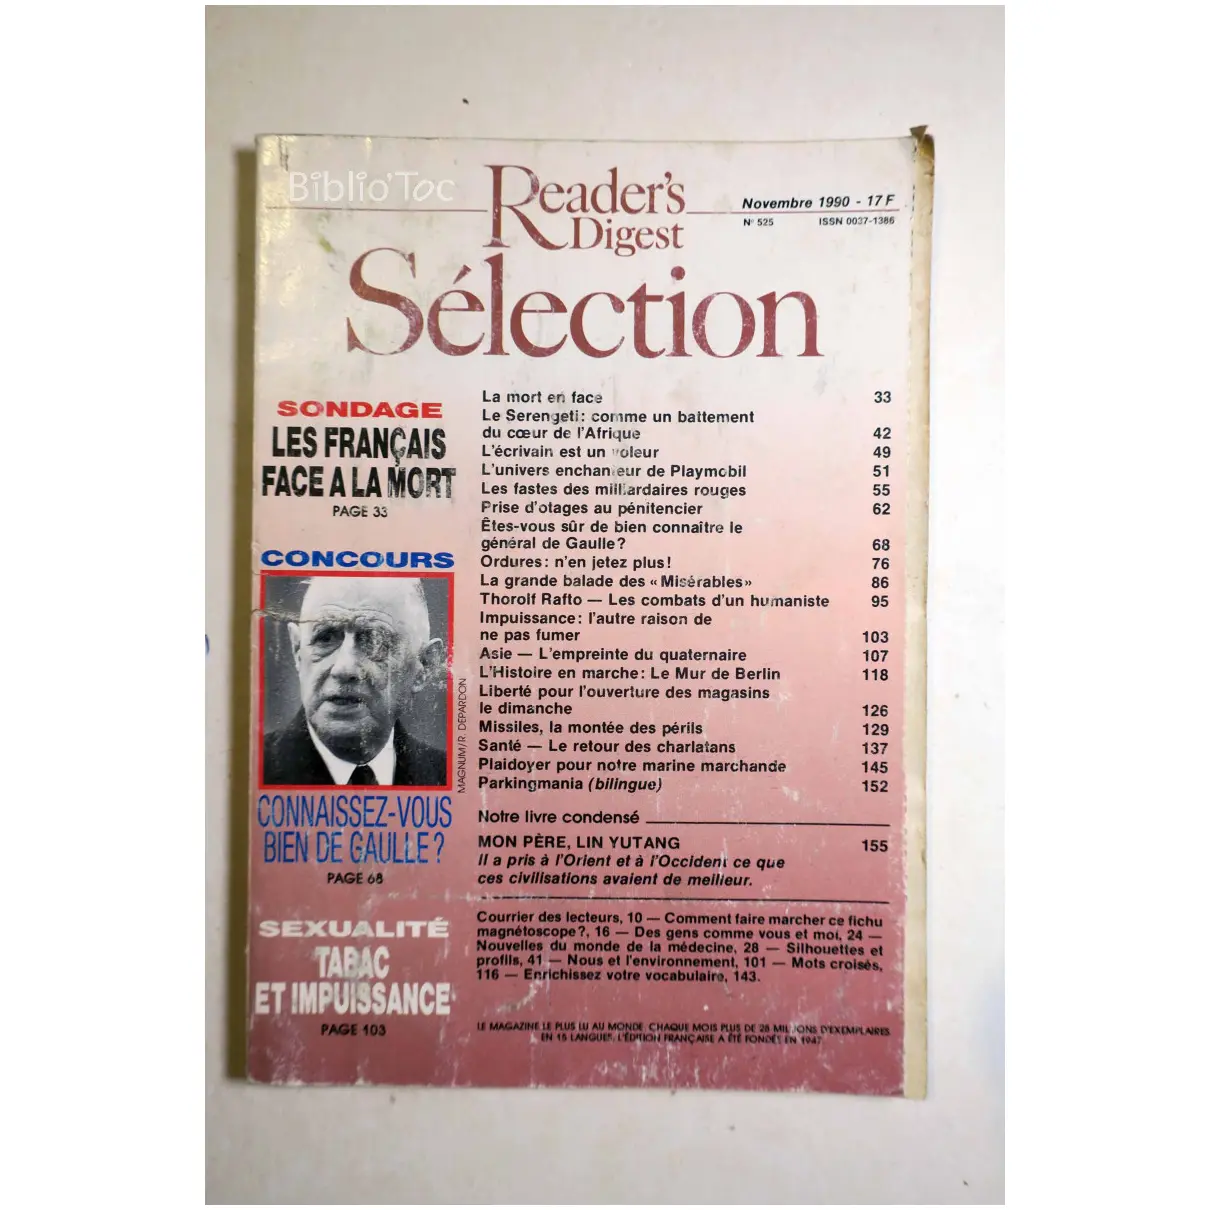 Biblio'Toc
Reader's
Digest
Novembre 1990 - 17 F
N° 525 ISSN 0037-1386
Sélection
SONDAGE
LES FRANÇAIS
FACE A LA MORT
PAGE 33
CONCOURS
MAGNUM/R. DEPARDON
CONNAISSEZ-VOUS
BIEN DE GAULLE ?
PAGE 68
SEXUALITÉ
TABAC
ET IMPUISSANCE
PAGE 103
La mort en face 33
Le Serengeti : comme un battement
du cœur de l'Afrique 42
L'écrivain est un voleur 49
L'univers enchanteur de Playmobil 51
Les fastes des milliardaires rouges 55
Prise d'otages au pénitencier 62
Êtes-vous sûr de bien connaître le
général de Gaulle ? 68
Ordures : n'en jetez plus ! 76
La grande balade des « Misérables » 86
Thorolf Rafto — Les combats d'un humaniste 95
Impuissance : l'autre raison de
ne pas fumer 103
Asie — L'empreinte du quaternaire 107
L'Histoire en marche : Le Mur de Berlin 118
Liberté pour l'ouverture des magasins
le dimanche 126
Missiles, la montée des périls 129
Santé — Le retour des charlatans 137
Plaidoyer pour notre marine marchande 145
Parkingmania (bilingue) 152
Notre livre condensé
MON PÈRE, LIN YUTANG 155
Il a pris à l'Orient et à l'Occident ce que
ces civilisations avaient de meilleur.
Courrier des lecteurs, 10 — Comment faire marcher ce fichu
magnétoscope?, 16 — Des gens comme vous et moi, 24 —
Nouvelles du monde de la médecine, 28 — Silhouettes et
profils, 41 — Nous et l'environnement, 101 — Mots croisés,
116 — Enrichissez votre vocabulaire, 143.
LE MAGAZINE LE PLUS LU AU MONDE. CHAQUE MOIS PLUS DE 28 MILLIONS D'EXEMPLAIRES
EN 15 LANGUES. L'ÉDITION FRANÇAISE A ÉTÉ FONDÉE EN 1947